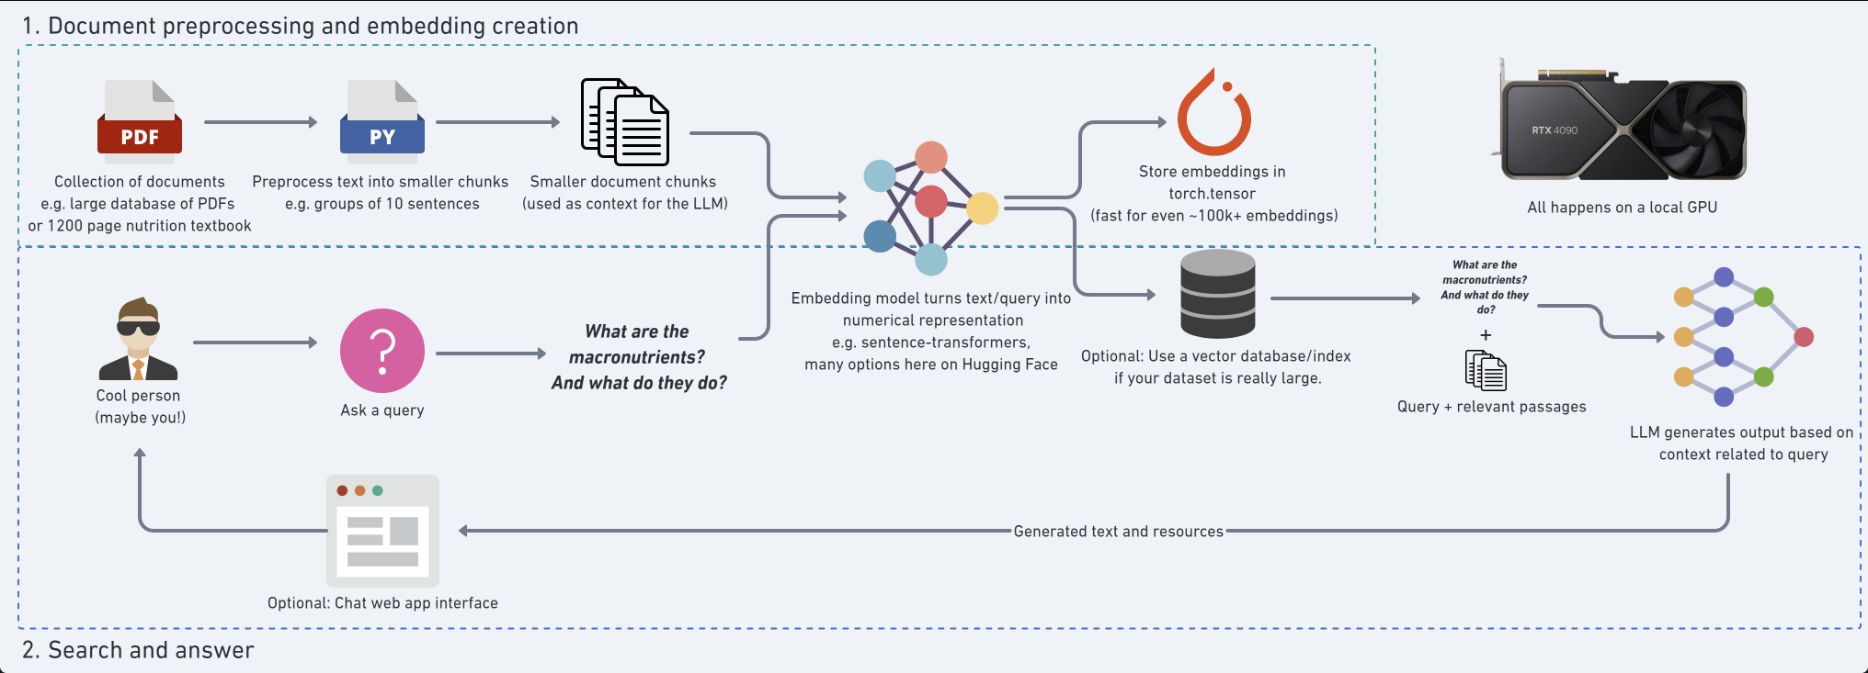 1. Document preprocessing and embedding creation
PDF
Collection of documents
e.g. large database of PDFs
or 1200 page nutrition textbook
PY
Preprocess text into smaller chunks
e.g. groups of 10 sentences
Smaller document chunks
(used as context for the LLM)
Store embeddings in
torch.tensor
(fast for even ~100k+ embeddings)
RTX 4090
All happens on a local GPU
Cool person
(maybe you!)
?
Ask a query
What are the
macronutrients?
And what do they do?
Embedding model turns text/query into
numerical representation
e.g. sentence-transformers,
many options here on Hugging Face
Optional: Use a vector database/index
if your dataset is really large.
What are the
macronutrients?
And what do they
do?
+
Query + relevant passages
LLM generates output based on
context related to query
Generated text and resources
Optional: Chat web app interface
2. Search and answer